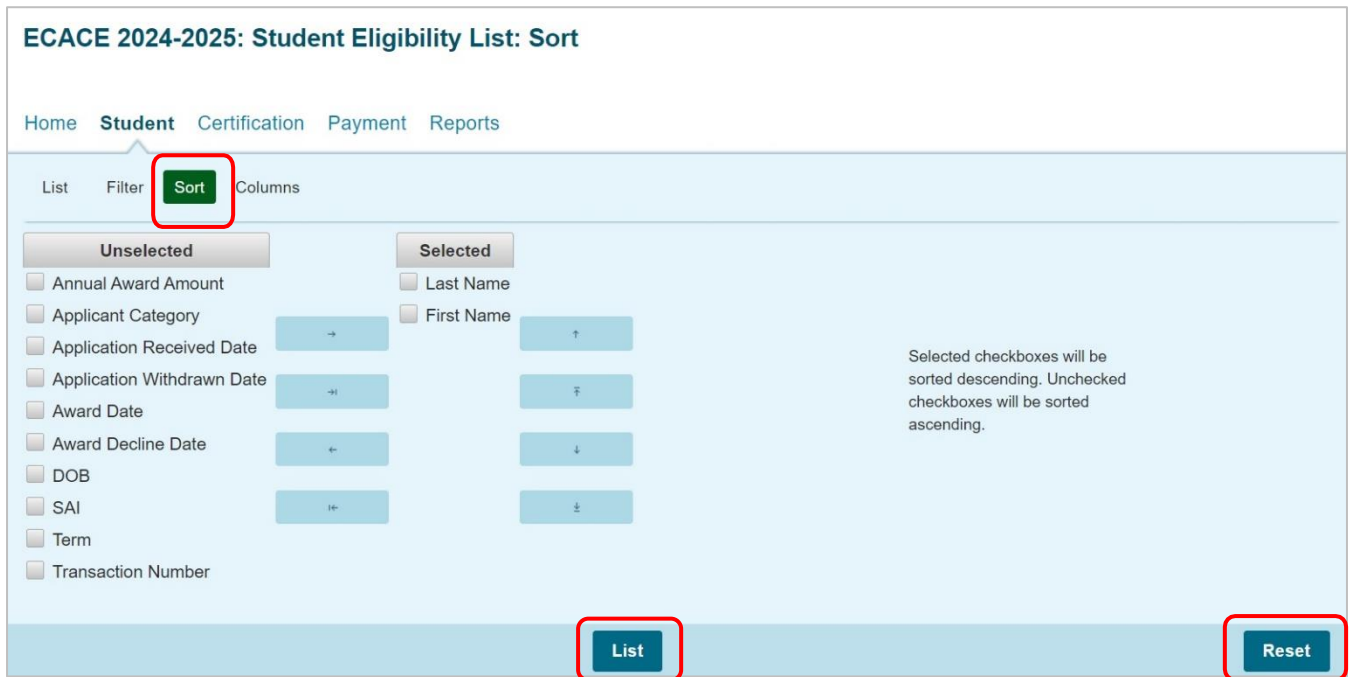 ECACE 2024-2025: Student Eligibility List: Sort
Home Student Certification Payment Reports
List Filter Sort Columns
Unselected
Annual Award Amount
Applicant Category
Application Received Date
Application Withdrawn Date
Award Date
Award Decline Date
DOB
SAI
Term
Transaction Number
→
⇥
←
⇤
Selected
Last Name
First Name
↑
⤒
↓
⤓
Selected checkboxes will be
sorted descending. Unchecked
checkboxes will be sorted
ascending.
List
Reset